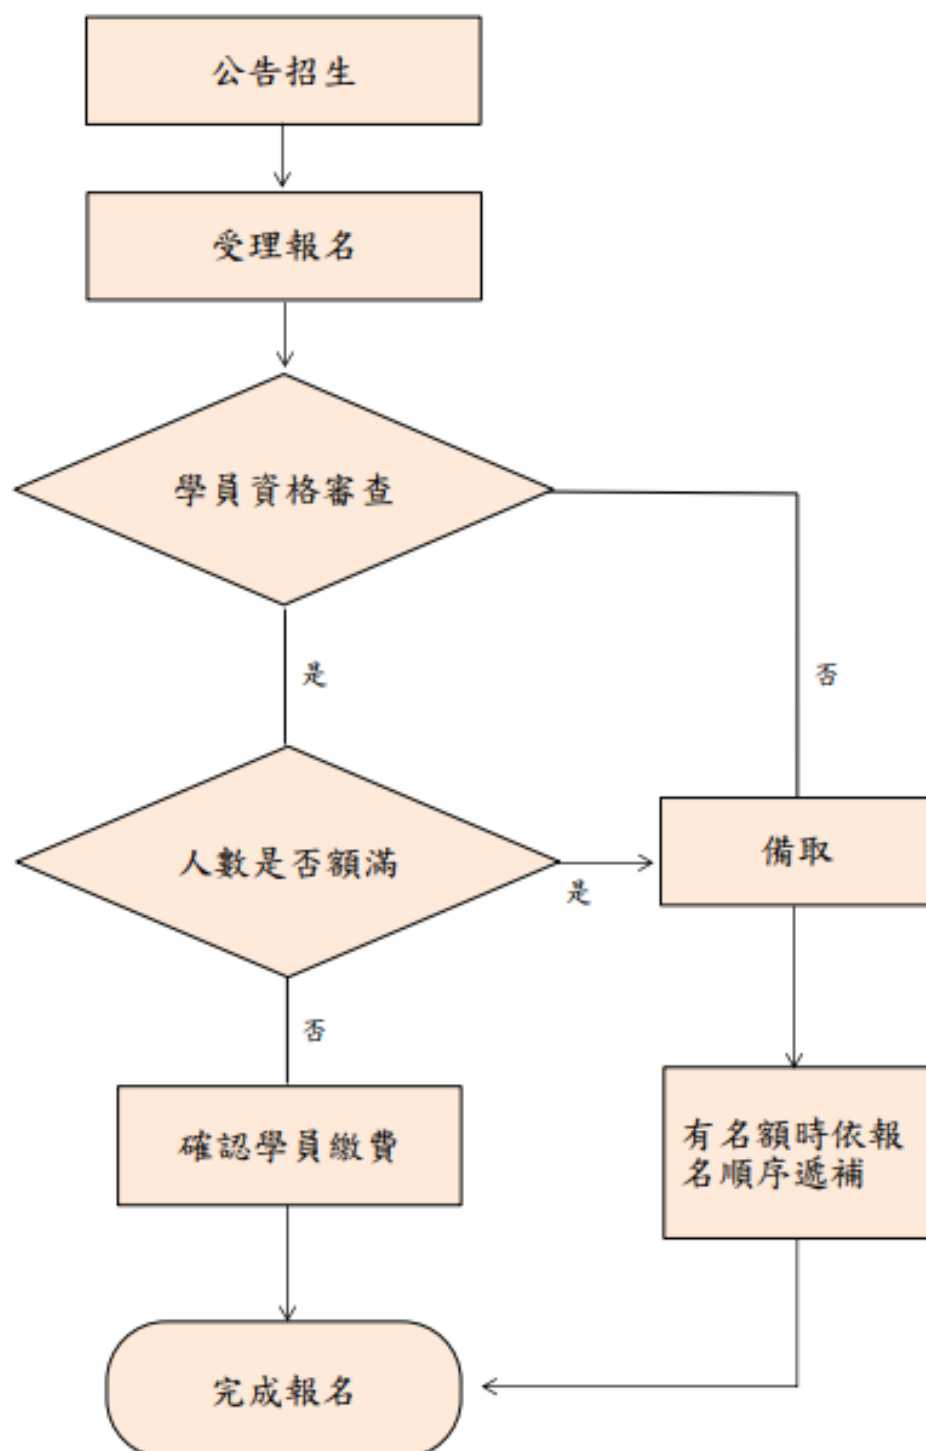 公告招生
受理報名
學員資格審查
是
否
人數是否額滿
是
備取
否
確認學員繳費
有名額時依報
名順序遞補
完成報名